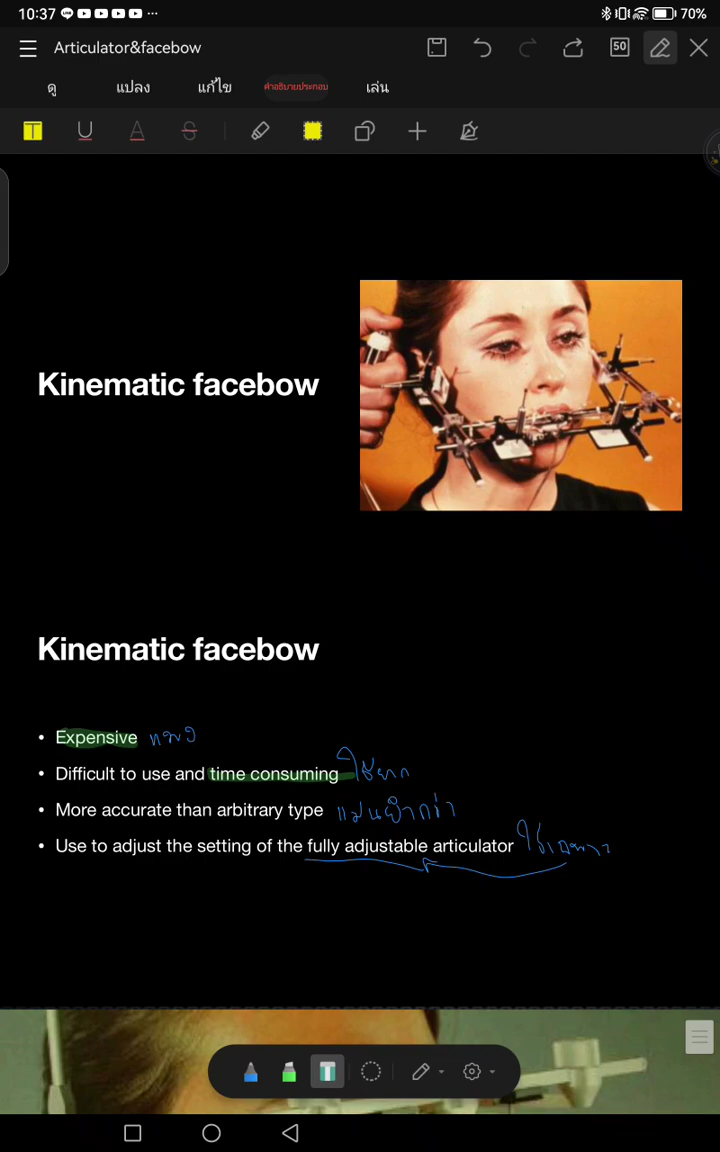 10:37 ... 70%
Articulator&facebow 50
ดู แปลง แก้ไข คำอธิบายประกอบ เล่น
T U A S
Kinematic facebow
Kinematic facebow
• Expensive แพง
• Difficult to use and time consuming ใช้ยาก
• More accurate than arbitrary type แม่นยำกว่า
• Use to adjust the setting of the fully adjustable articulator
T